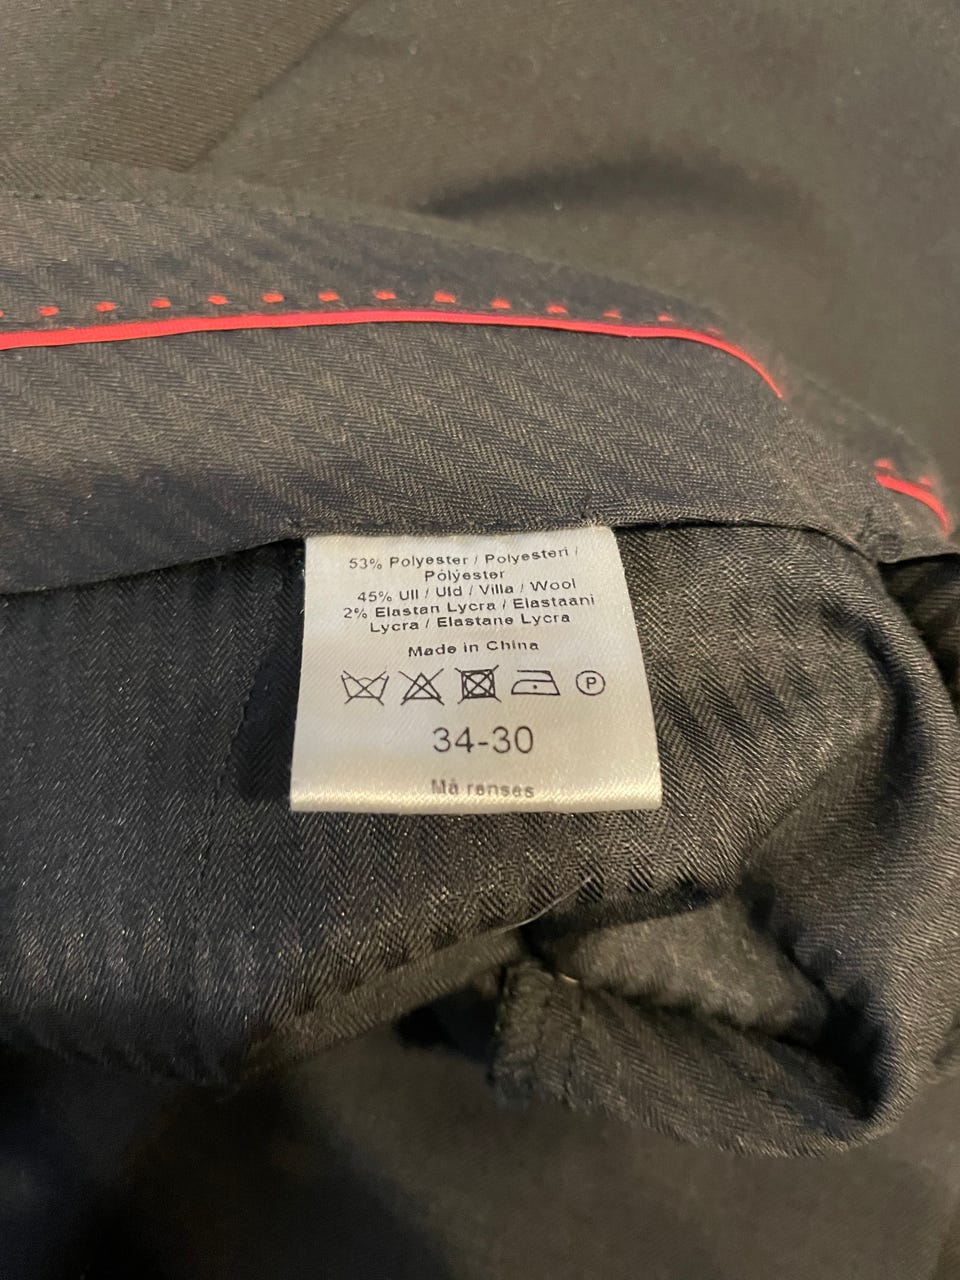 53% Polyester / Polyesteri /
Pólýester
45% Ull / Uld / Villa / Wool
2% Elastan Lycra / Elastaani
Lycra / Elastane Lycra
Made in China
P
34-30
Må renses